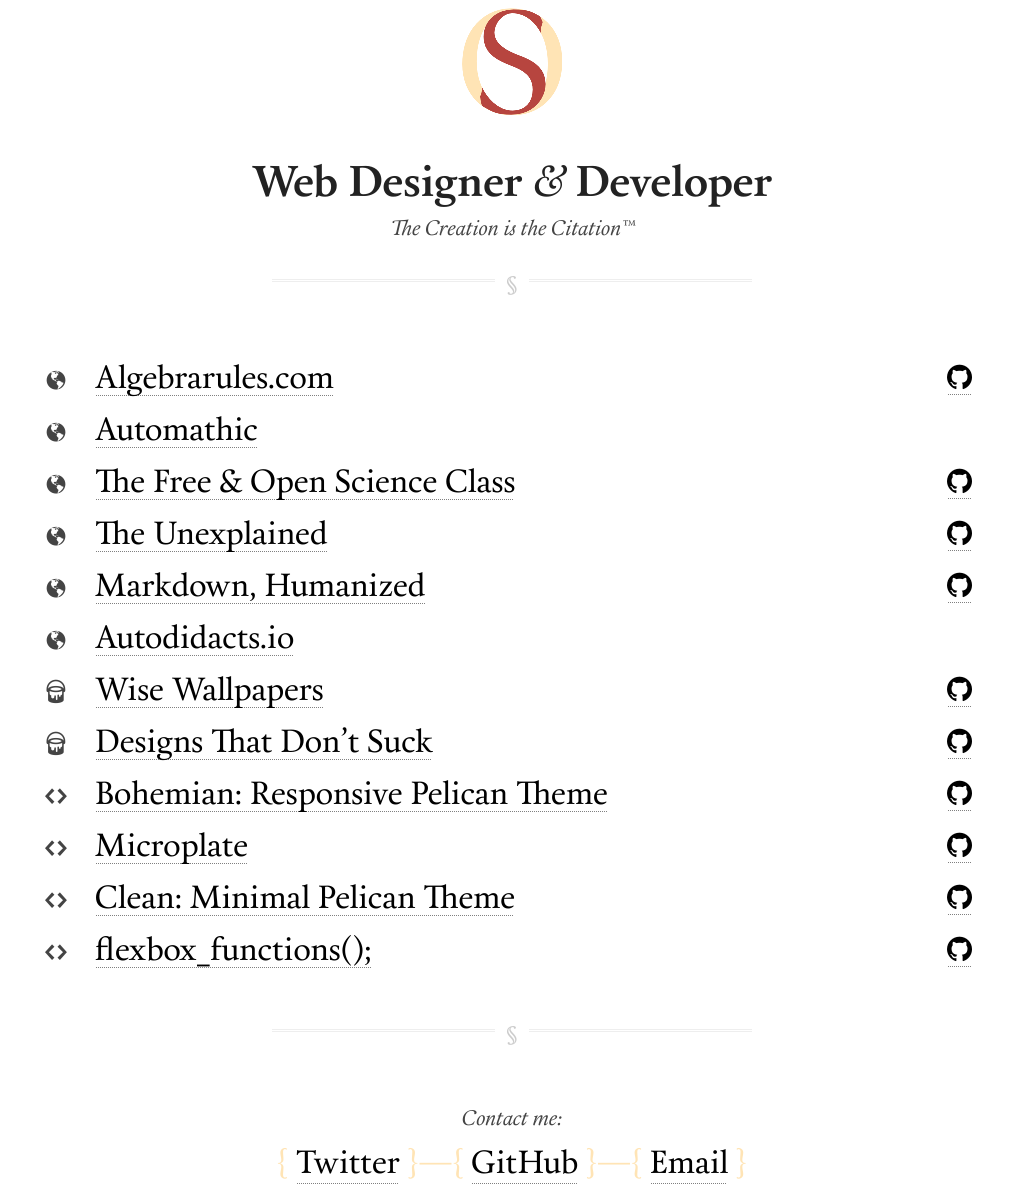 OS
Web Designer & Developer
The Creation is the Citation™
§
Algebrarules.com
Automathic
The Free & Open Science Class
The Unexplained
Markdown, Humanized
Autodidacts.io
Wise Wallpapers
Designs That Don’t Suck
Bohemian: Responsive Pelican Theme
Microplate
Clean: Minimal Pelican Theme
flexbox_functions();
§
Contact me:
{ Twitter }—{ GitHub }—{ Email }